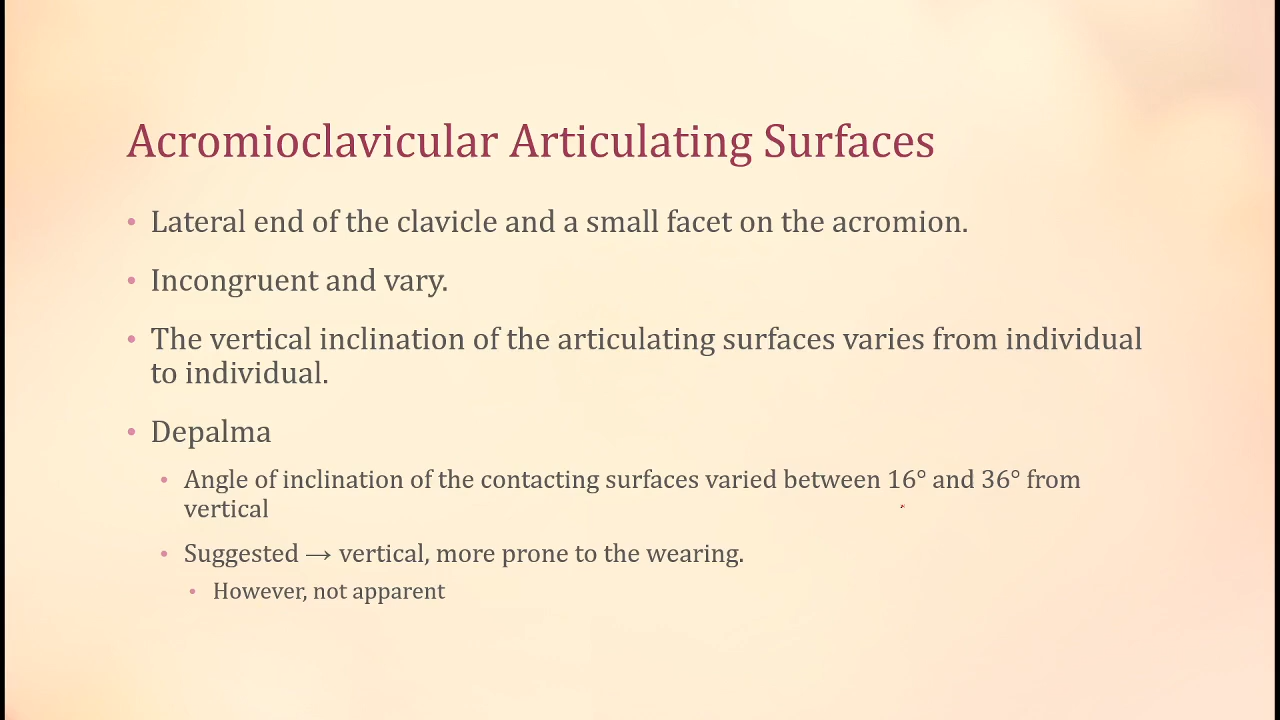 Acromioclavicular Articulating Surfaces
• Lateral end of the clavicle and a small facet on the acromion.
• Incongruent and vary.
• The vertical inclination of the articulating surfaces varies from individual
to individual.
• Depalma
• Angle of inclination of the contacting surfaces varied between 16° and 36° from
vertical
• Suggested → vertical, more prone to the wearing.
• However, not apparent